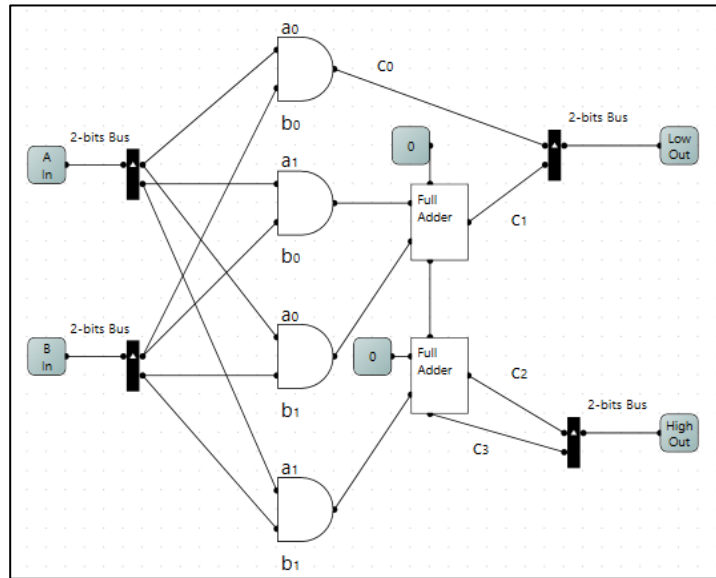 a0
C0
b0
2-bits Bus
2-bits Bus
A
In
0
Low
Out
a1
Full
Adder
C1
b0
a0
2-bits Bus
B
In
0
Full
Adder
C2
2-bits Bus
b1
High
Out
C3
a1
b1